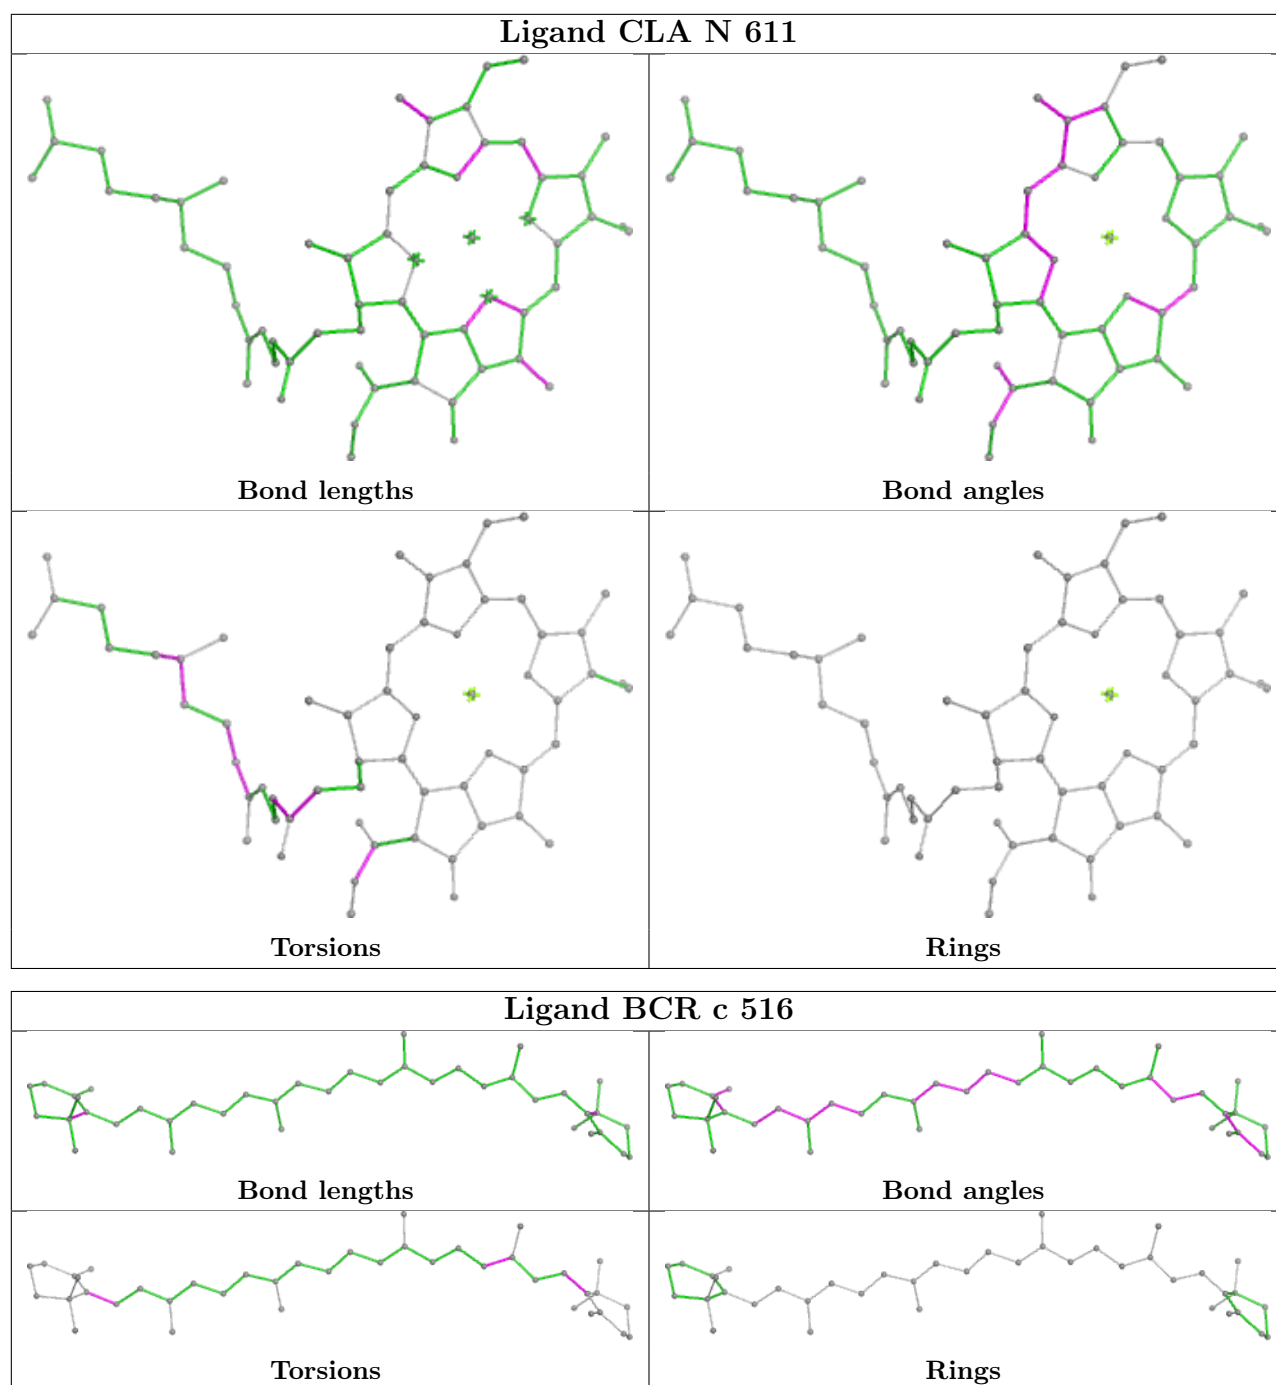 Ligand CLA N 611
Bond lengths
Bond angles
Torsions
Rings
Ligand BCR c 516
Bond lengths
Bond angles
Torsions
Rings